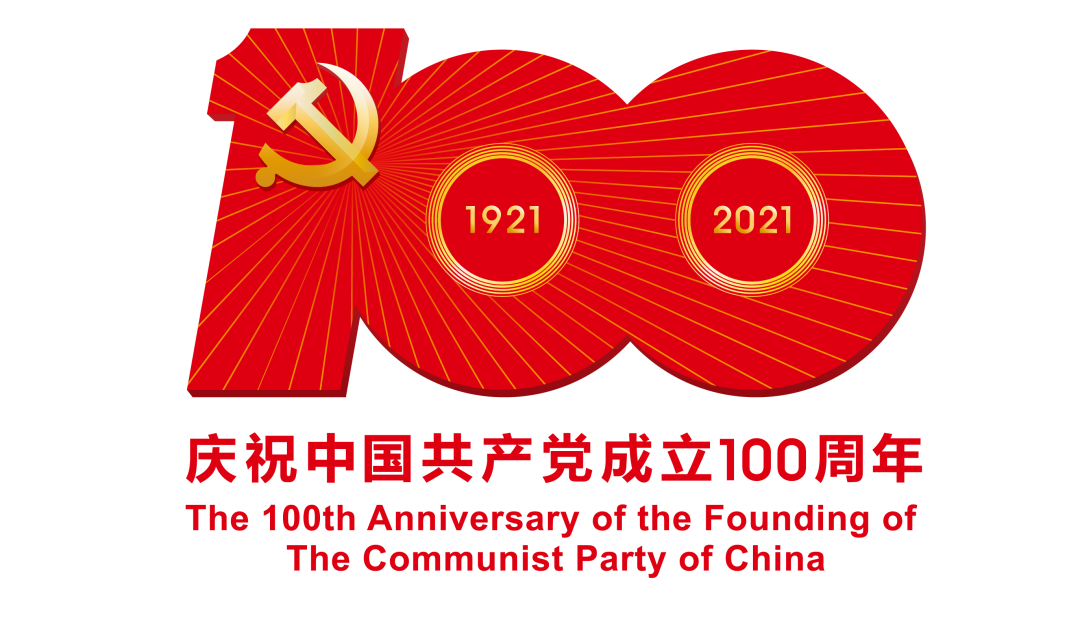 100
1921
2021
庆祝中国共产党成立100周年
The 100th Anniversary of the Founding of
The Communist Party of China